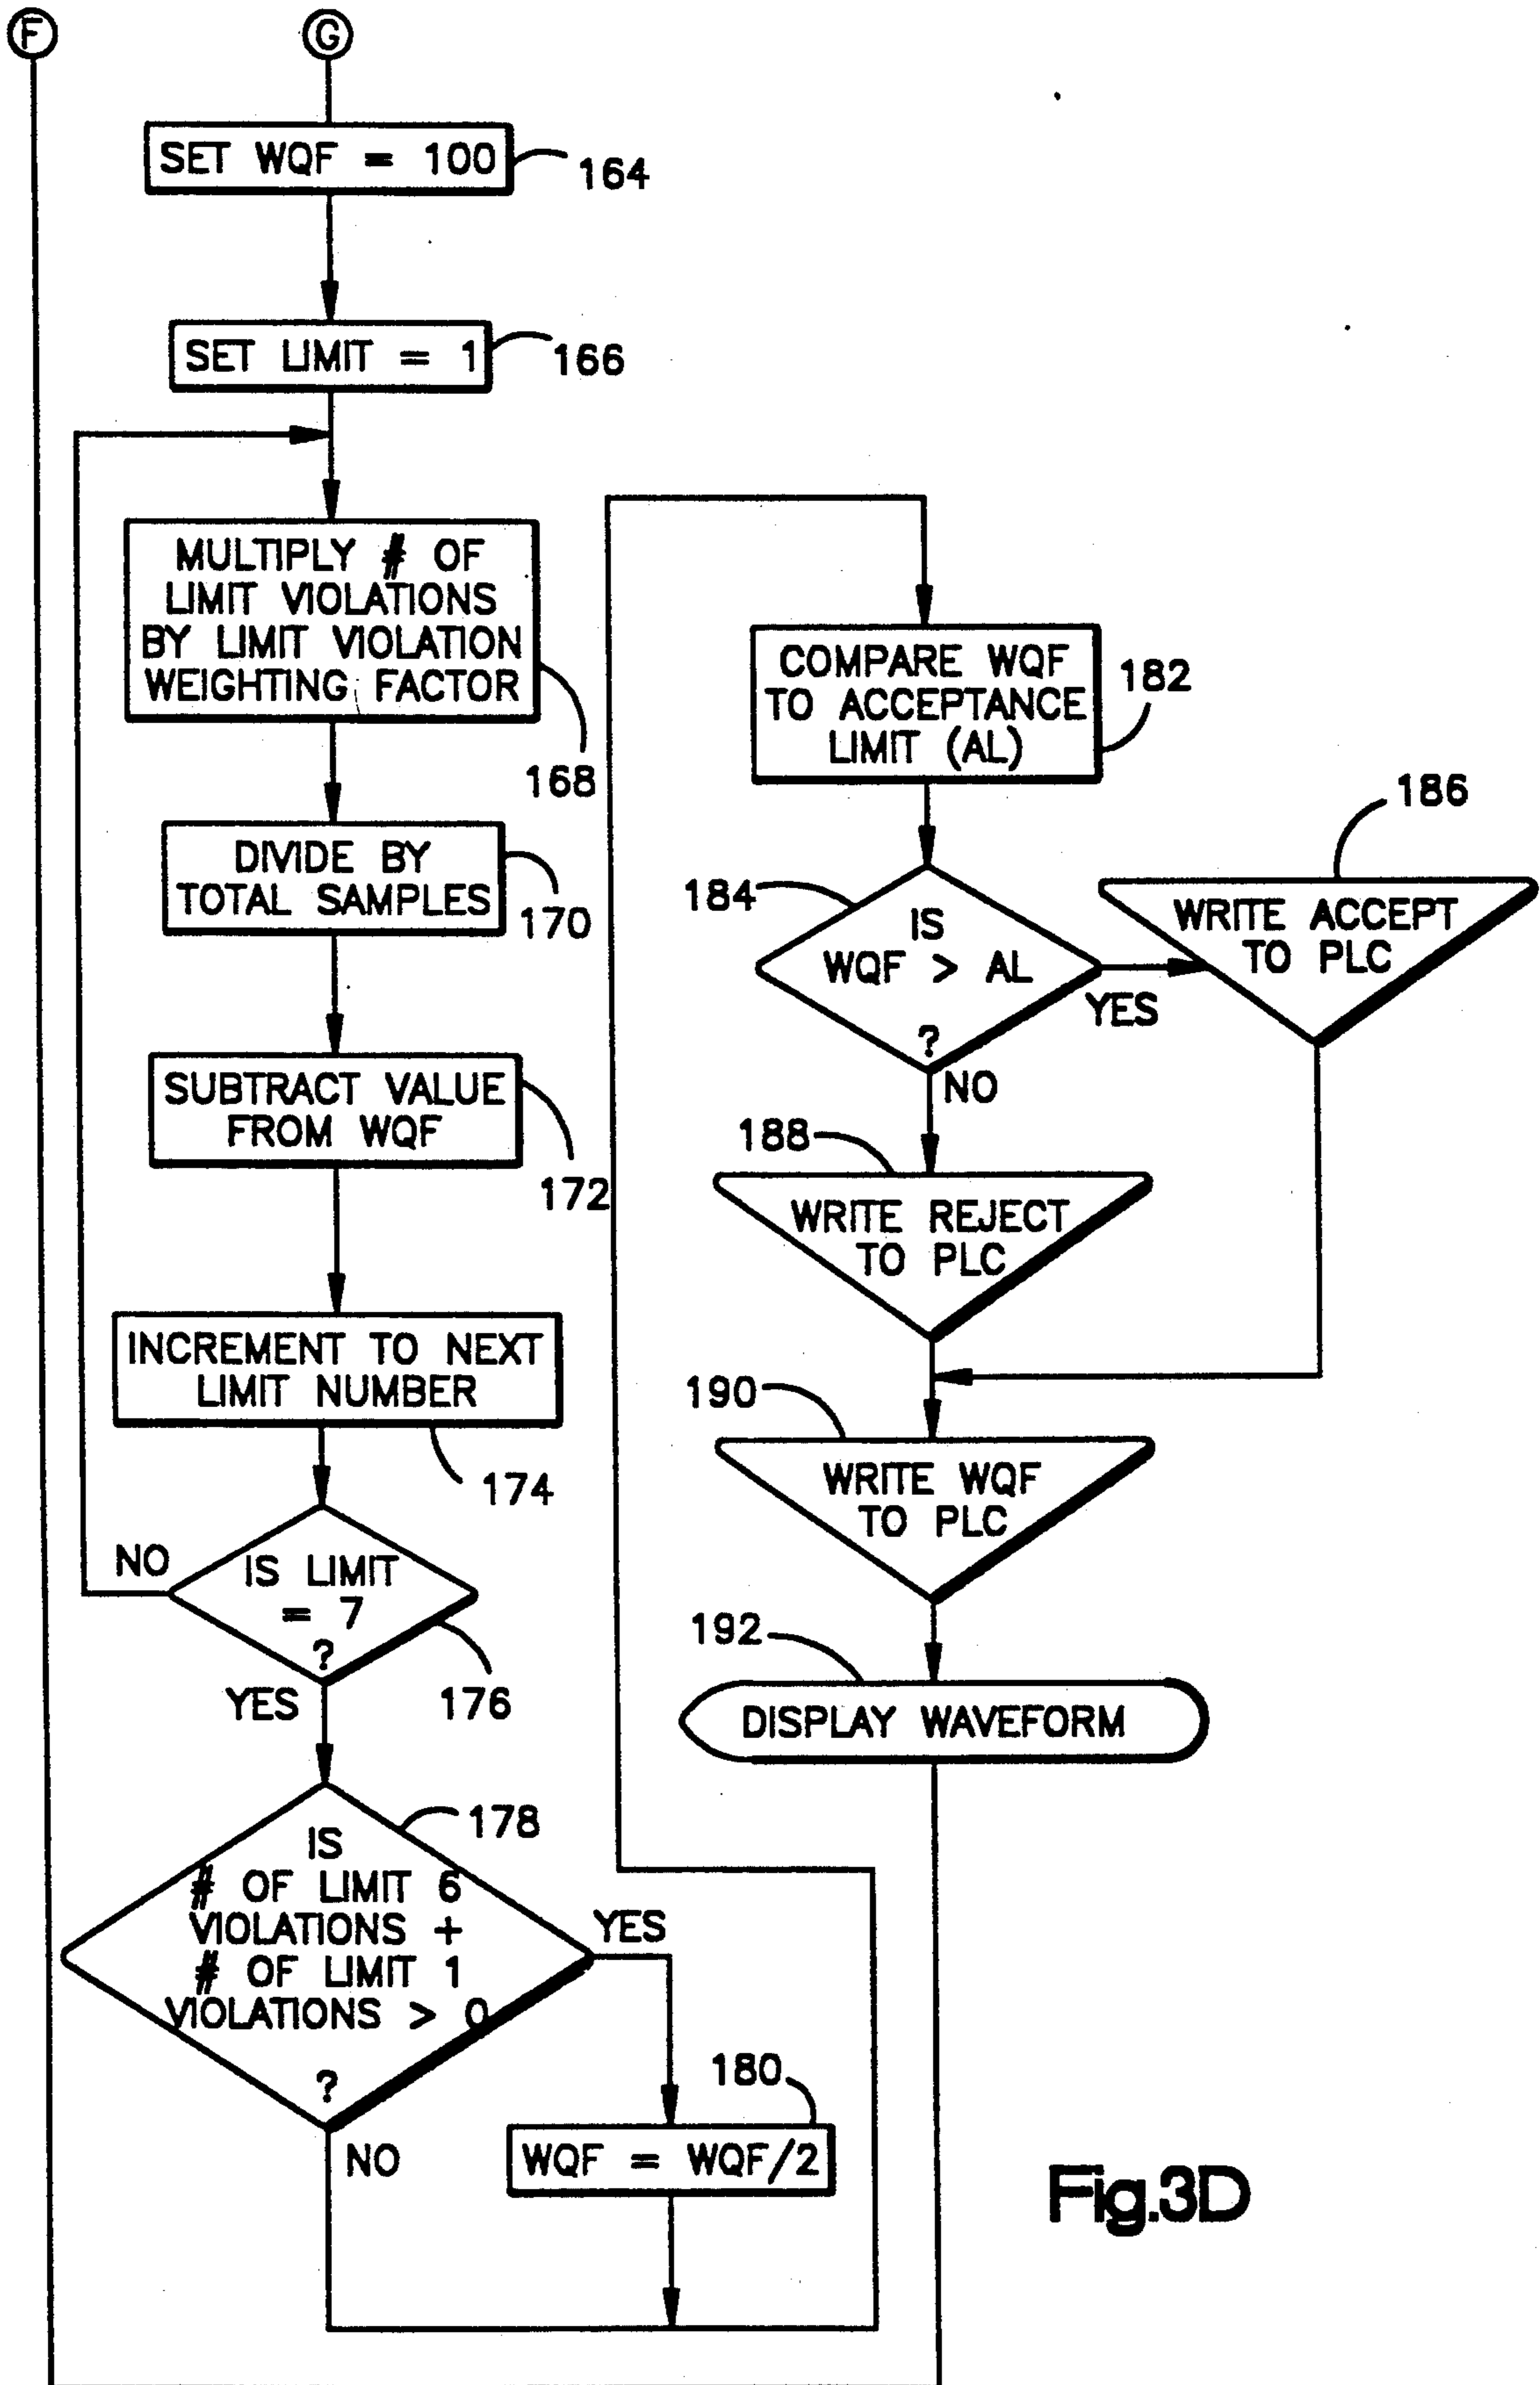 F
G
SET WQF = 100
164
SET LIMIT = 1
166
MULTIPLY # OF
LIMIT VIOLATIONS
BY LIMIT VIOLATION
WEIGHTING FACTOR
168
DIVIDE BY
TOTAL SAMPLES
170
SUBTRACT VALUE
FROM WQF
172
INCREMENT TO NEXT
LIMIT NUMBER
174
NO
IS LIMIT
= 7
?
176
YES
178
IS
# OF LIMIT 6
VIOLATIONS +
# OF LIMIT 1
VIOLATIONS > 0
?
YES
NO
180
WQF = WQF/2
COMPARE WQF
TO ACCEPTANCE
LIMIT (AL)
182
184
IS
WQF > AL
?
YES
NO
186
WRITE ACCEPT
TO PLC
188
WRITE REJECT
TO PLC
190
WRITE WQF
TO PLC
192
DISPLAY WAVEFORM
Fig.3D